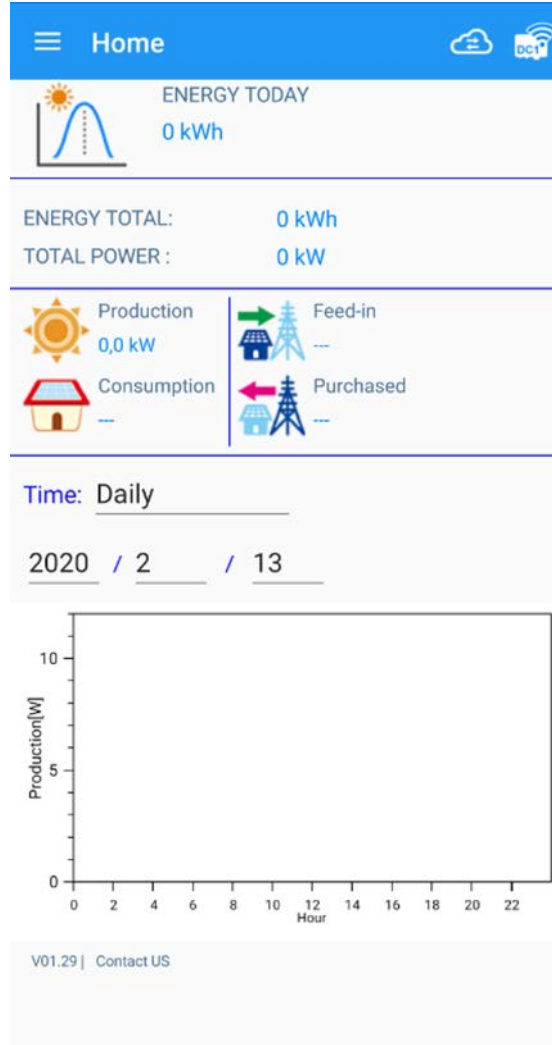 Home
DC1
ENERGY TODAY
0 kWh
ENERGY TOTAL: 0 kWh
TOTAL POWER : 0 kW
Production
0,0 kW
Feed-in
---
Consumption
---
Purchased
---
Time: Daily
2020 / 2 / 13
10
5
0
Production[W]
0 2 4 6 8 10 12 14 16 18 20 22
Hour
V01.29 | Contact US